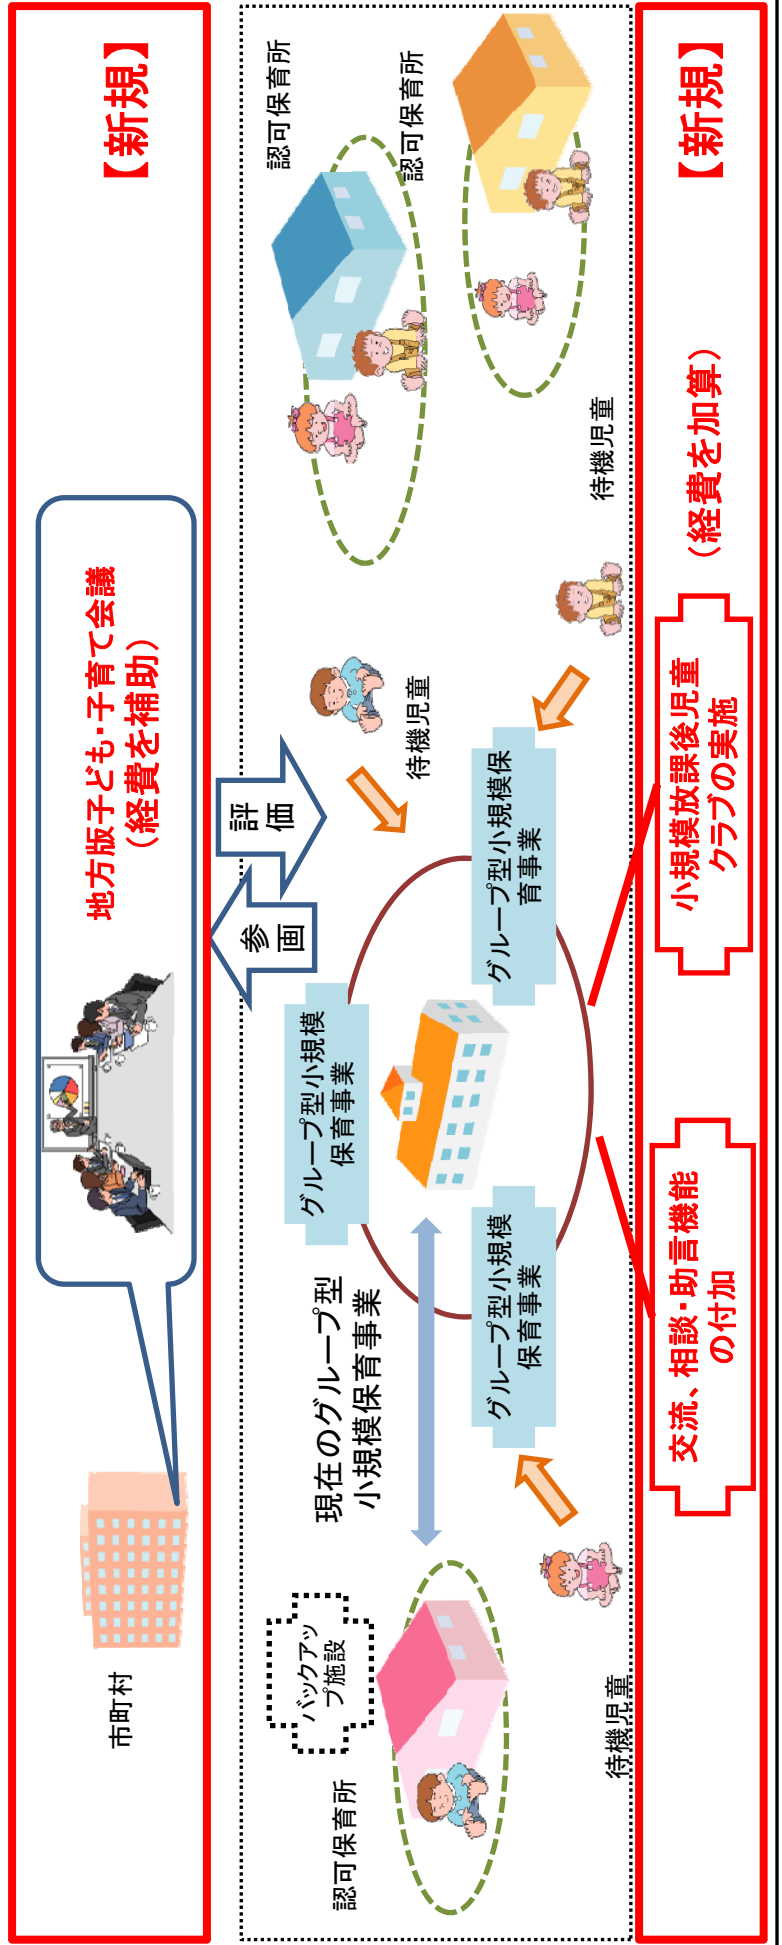 【新規】
地方版子ども・子育て会議
（経費を補助）
市町村
評価
参画
認可保育所
バックアッ
プ施設
現在のグループ型
小規模保育事業
グループ型小規模
保育事業
グループ型小規模
保育事業
グループ型小規模保
育事業
待機児童
待機児童
待機児童
認可保育所
認可保育所
交流、相談・助言機能
の付加
小規模放課後児童
クラブの実施
（経費を加算）
【新規】